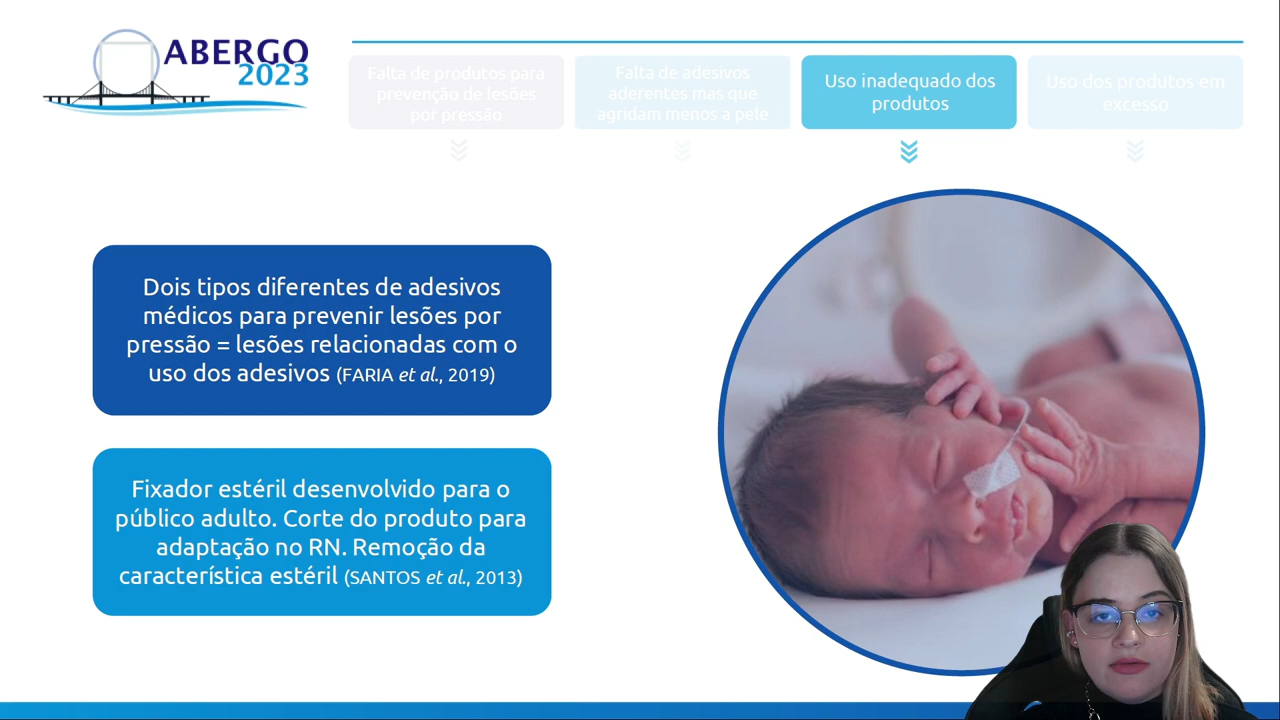 ABERGO
2023
Falta de produtos para
prevenção de lesões
por pressão
Falta de adesivos
aderentes mas que
agridam menos a pele
Uso inadequado dos
produtos
Uso dos produtos em
excesso
Dois tipos diferentes de adesivos
médicos para prevenir lesões por
pressão = lesões relacionadas com o
uso dos adesivos (FARIA et al., 2019)
Fixador estéril desenvolvido para o
público adulto. Corte do produto para
adaptação no RN. Remoção da
característica estéril (SANTOS et al., 2013)